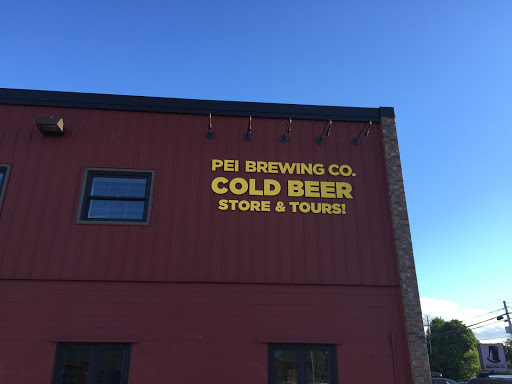 PEI BREWING CO.
COLD BEER
STORE & TOURS!